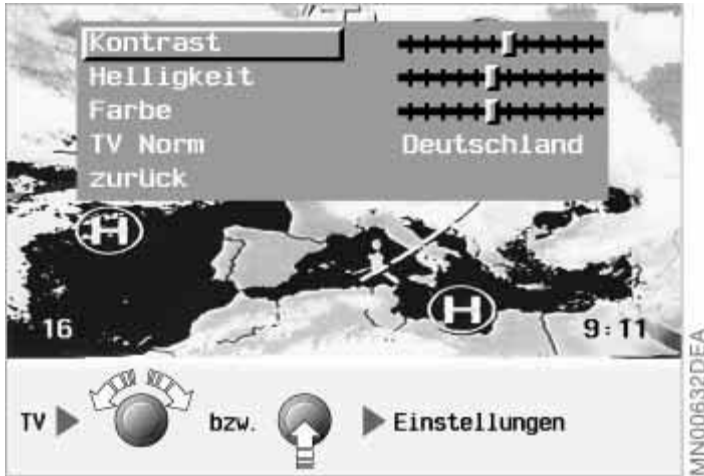 Kontrast
Helligkeit
Farbe
TV Norm Deutschland
zurück
H
H
16 9:11
TV bzw. Einstellungen
MN00632DEA